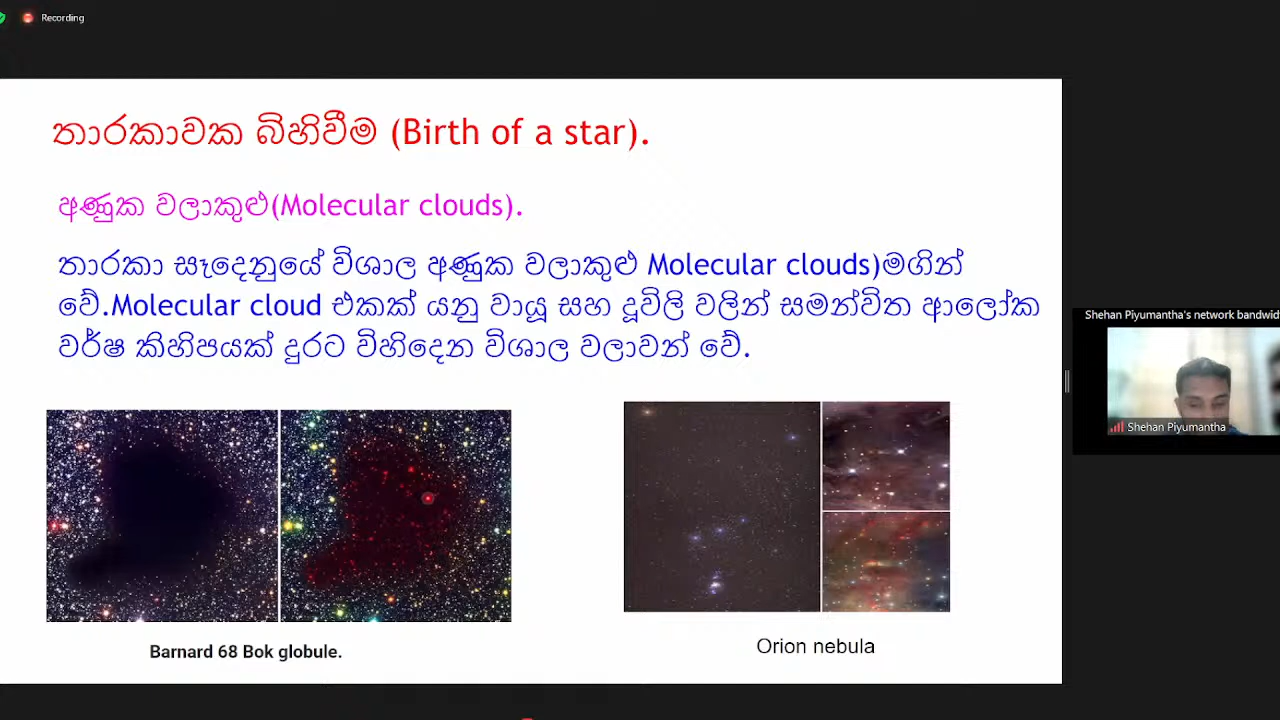 Recording
තාරකාවක බිහිවීම (Birth of a star).
අණුක වලාකුළු(Molecular clouds).
තාරකා සෑදෙනුයේ විශාල අණුක වලාකුළු Molecular clouds)මගින්
වේ.Molecular cloud එකක් යනු වායූ සහ දූවිලි වලින් සමන්විත ආලෝක
වර්ෂ කිහිපයක් දුරට විහිදෙන විශාල වලාවන් වේ.
Shehan Piyumantha's network bandwid
Shehan Piyumantha
Barnard 68 Bok globule.
Orion nebula